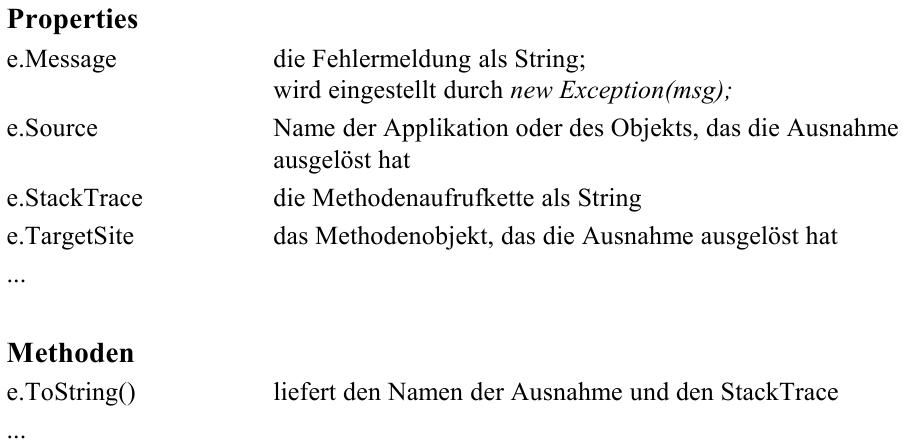 Properties
e.Message die Fehlermeldung als String;
wird eingestellt durch new Exception(msg);
e.Source Name der Applikation oder des Objekts, das die Ausnahme
ausgelöst hat
e.StackTrace die Methodenaufrufkette als String
e.TargetSite das Methodenobjekt, das die Ausnahme ausgelöst hat
...
Methoden
e.ToString() liefert den Namen der Ausnahme und den StackTrace
...